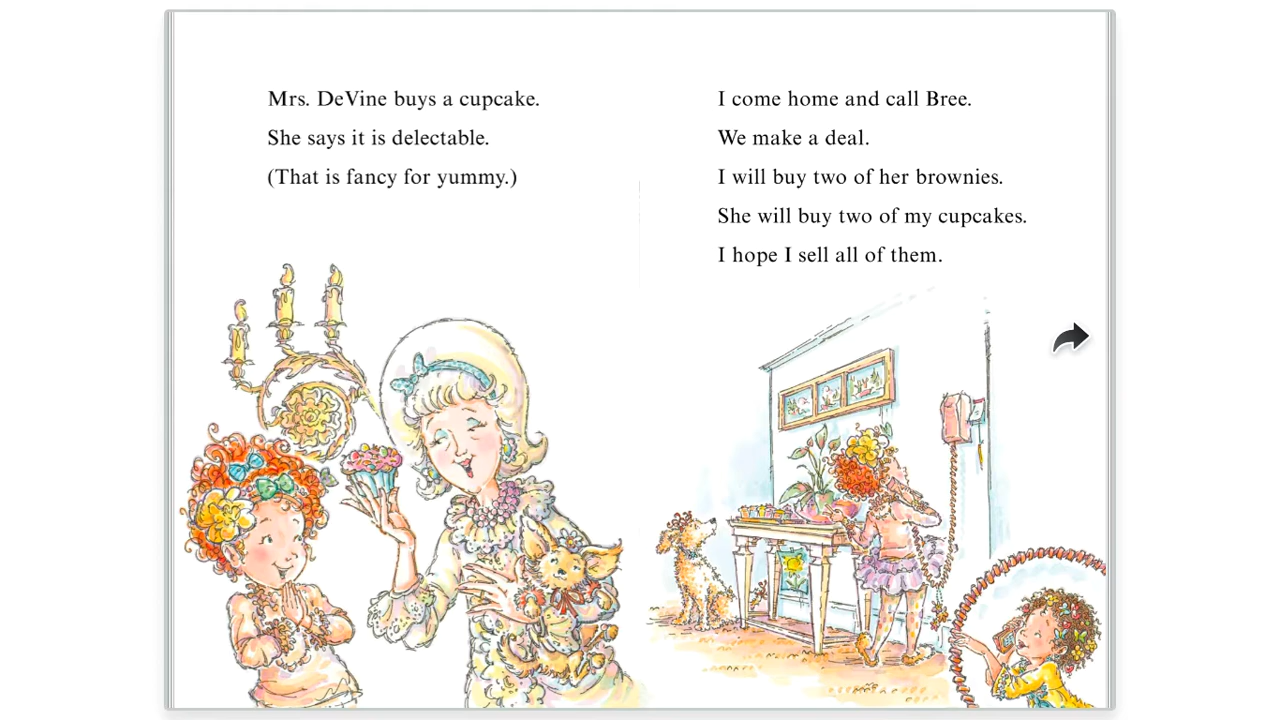 Mrs. DeVine buys a cupcake.
She says it is delectable.
(That is fancy for yummy.)
I come home and call Bree.
We make a deal.
I will buy two of her brownies.
She will buy two of my cupcakes.
I hope I sell all of them.